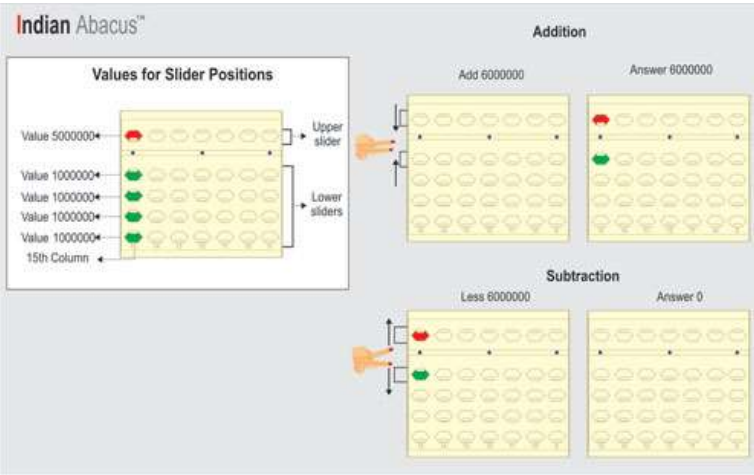 Indian Abacus™
Values for Slider Positions
Value 5000000
Upper
slider
Value 1000000
Value 1000000
Value 1000000
Value 1000000
Lower
sliders
15th Column
Addition
Add 6000000
Answer 6000000
Subtraction
Less 6000000
Answer 0